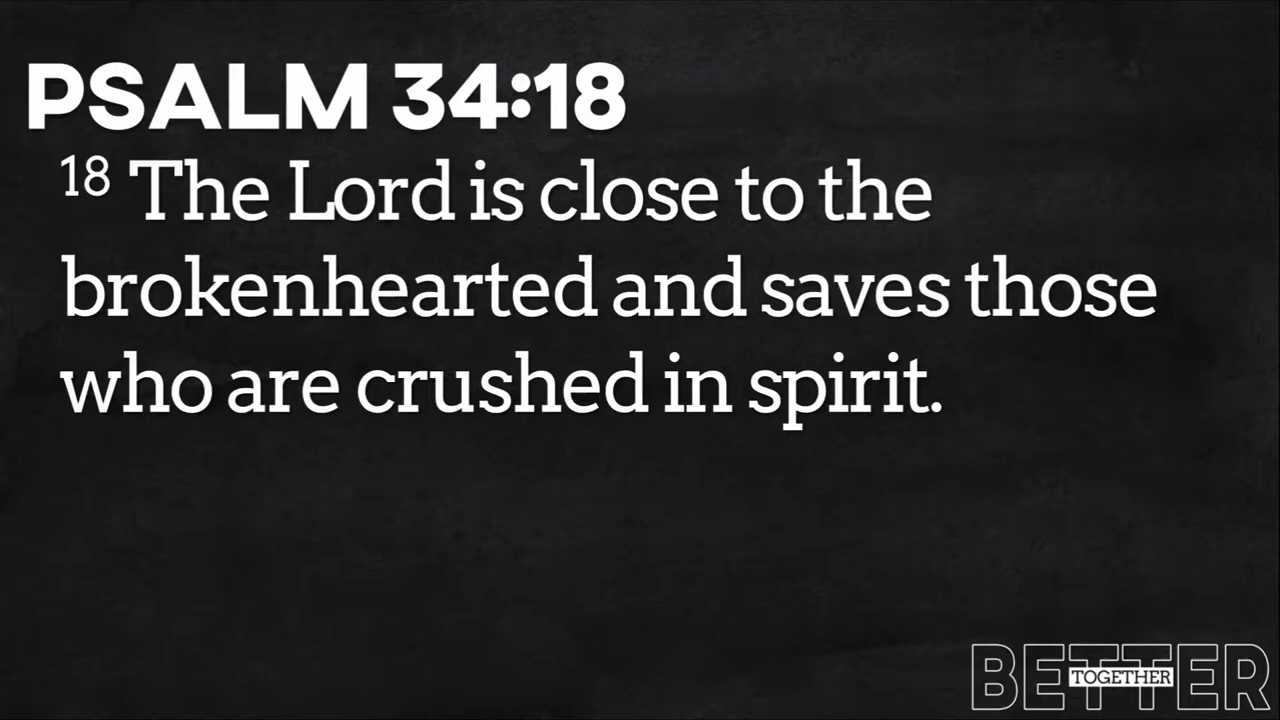 PSALM 34:18
18 The Lord is close to the
brokenhearted and saves those
who are crushed in spirit.
BETTER
TOGETHER